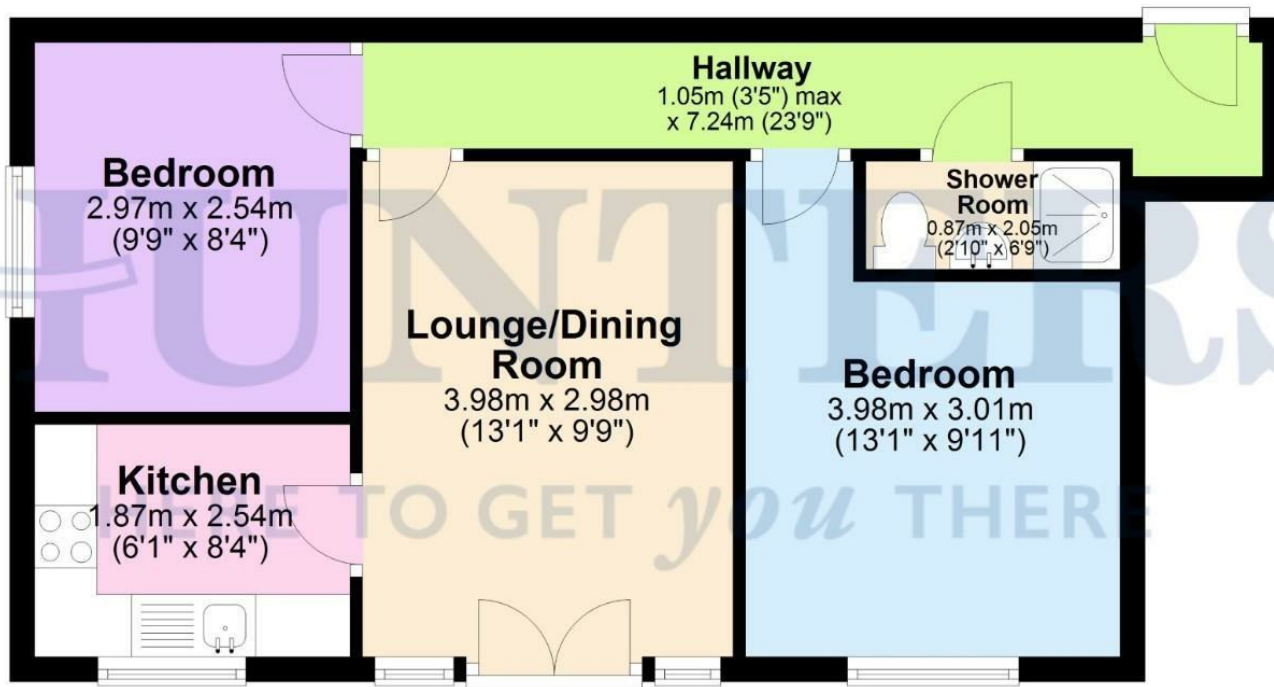 Hallway
1.05m (3'5") max
x 7.24m (23'9")
Bedroom
2.97m x 2.54m
(9'9" x 8'4")
Shower
Room
0.87m x 2.05m
(2'10" x 6'9")
Lounge/Dining
Room
3.98m x 2.98m
(13'1" x 9'9")
Bedroom
3.98m x 3.01m
(13'1" x 9'11")
Kitchen
1.87m x 2.54m
(6'1" x 8'4")
HUNTERS
HERE TO GET you THERE